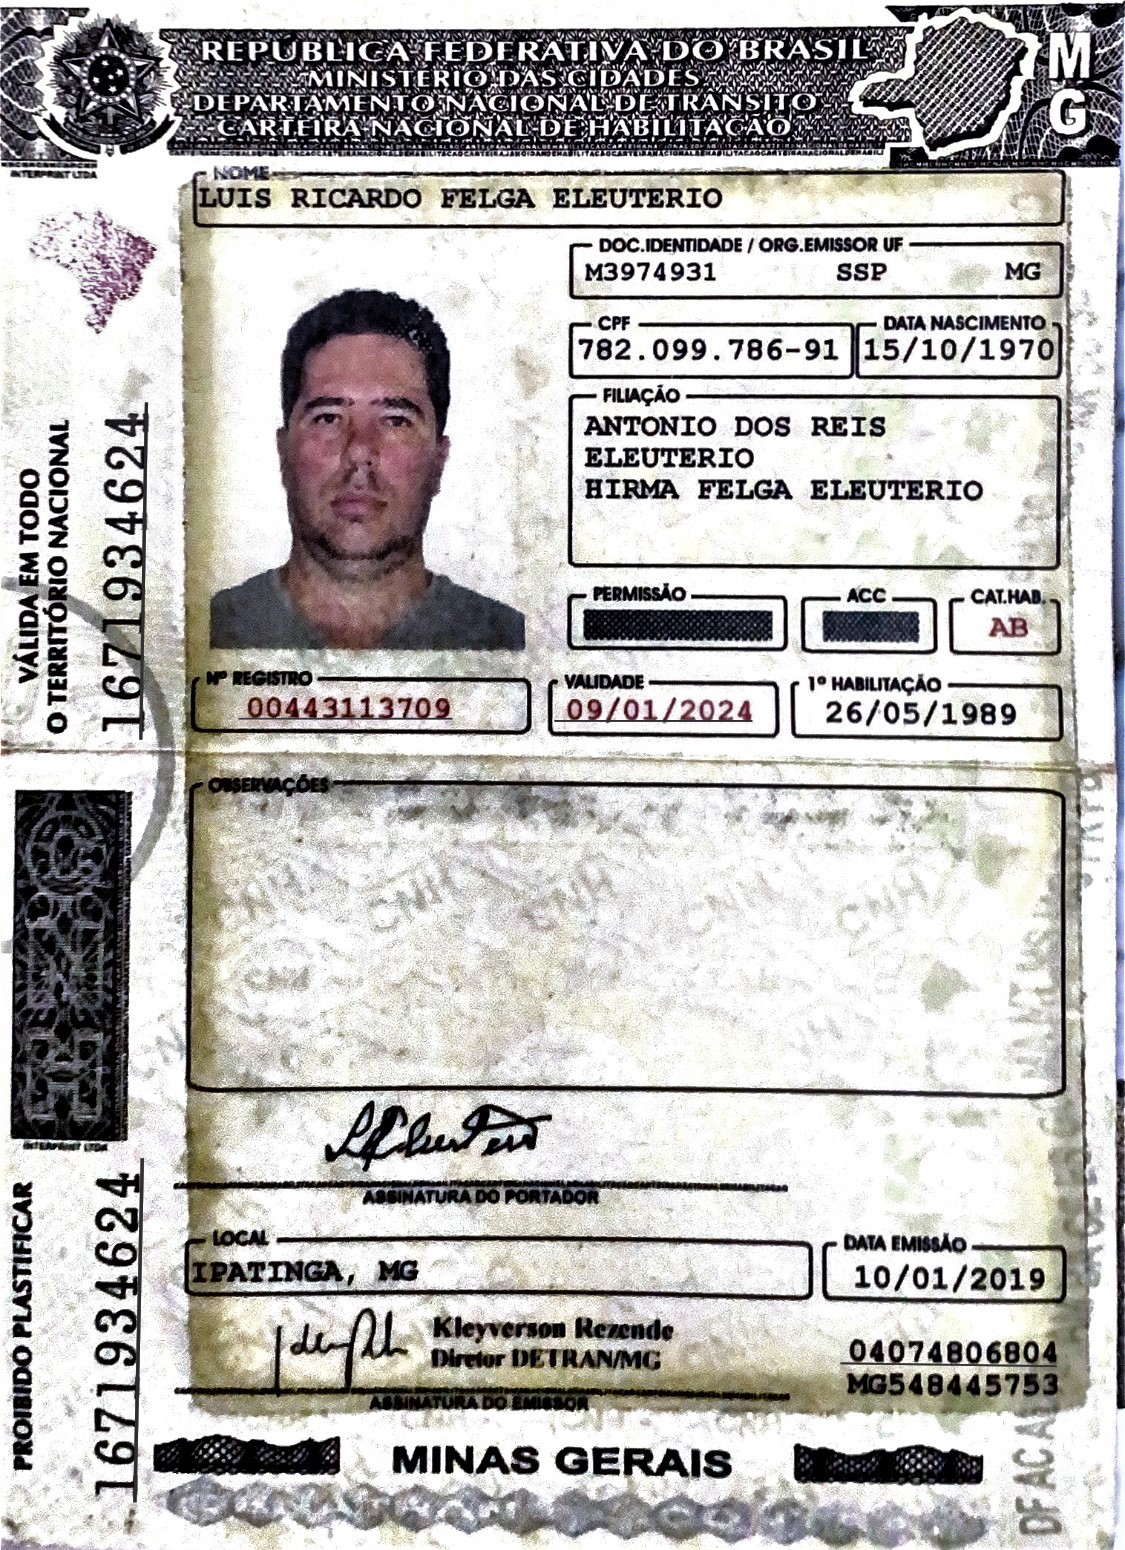 REPÚBLICA FEDERATIVA DO BRASIL
MINISTÉRIO DAS CIDADES
DEPARTAMENTO NACIONAL DE TRÂNSITO
CARTEIRA NACIONAL DE HABILITAÇÃO
M
G
INTERPRINT LTDA
NOME
LUIS RICARDO FELGA ELEUTERIO
DOC.IDENTIDADE / ORG.EMISSOR UF
M3974931 SSP MG
CPF DATA NASCIMENTO
782.099.786-91 15/10/1970
FILIAÇÃO
ANTONIO DOS REIS
ELEUTERIO
HIRMA FELGA ELEUTERIO
PERMISSÃO ACC CAT.HAB.
AB
Nº REGISTRO VALIDADE 1º HABILITAÇÃO
00443113709 09/01/2024 26/05/1989
VÁLIDA EM TODO
O TERRITÓRIO NACIONAL
1671934624
OBSERVAÇÕES
INTERPRINT LTDA
ASSINATURA DO PORTADOR
LOCAL DATA EMISSÃO
IPATINGA, MG 10/01/2019
Kleyverson Rezende
Diretor DETRAN/MG
04074806804
MG548445753
ASSINATURA DO EMISSOR
PROIBIDO PLASTIFICAR
1671934624
MINAS GERAIS